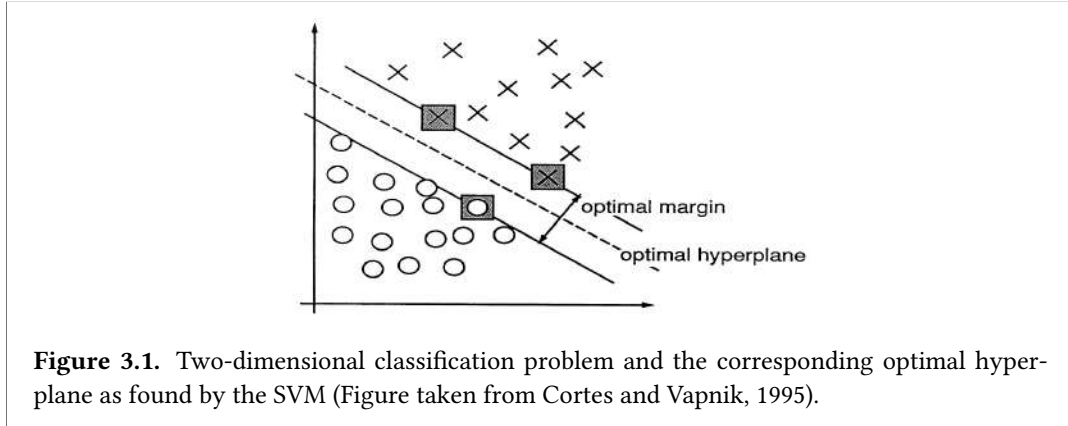 optimal margin
optimal hyperplane
Figure 3.1. Two-dimensional classification problem and the corresponding optimal hyper-
plane as found by the SVM (Figure taken from Cortes and Vapnik, 1995).